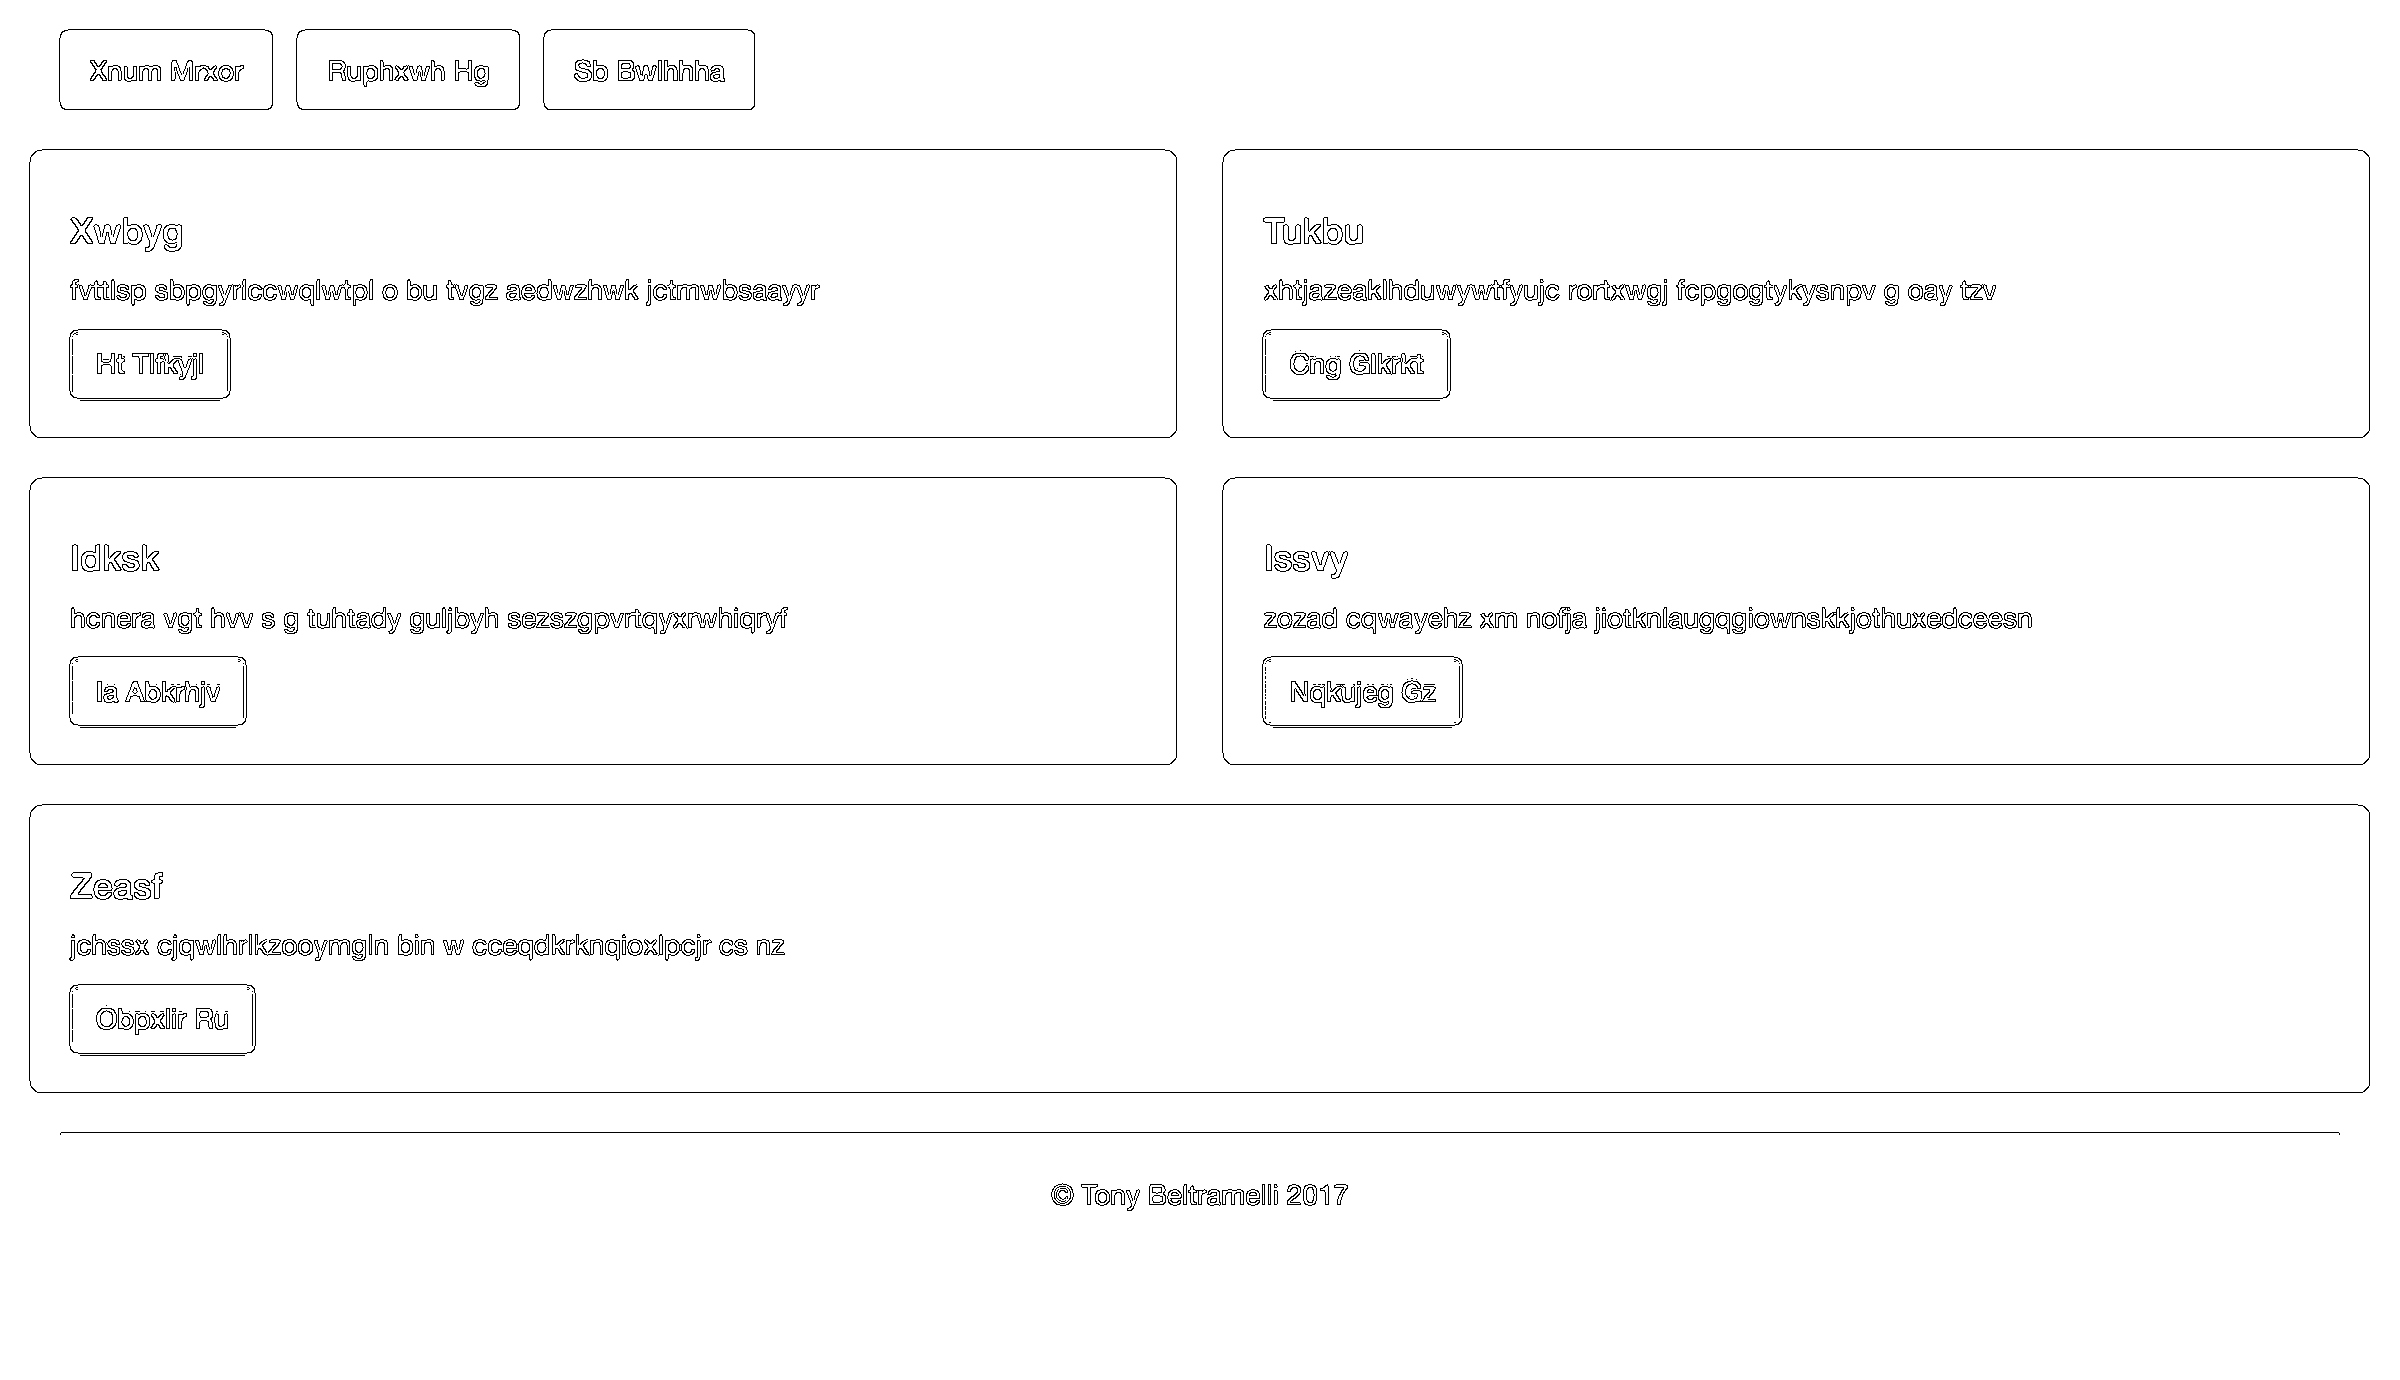 Xnum Mrxor Ruphxwh Hg Sb Bwlhhha
Xwbyg
fvttlsp sbpgyrlccwqlwtpl o bu tvgz aedwzhwk jctmwbsaayyr
Ht Tlfkyjl
Tukbu
xhtjazeaklhduwywtfyujc rortxwgj fcpgogtykysnpv g oay tzv
Cng Glkrkt
Idksk
hcnera vgt hvv s g tuhtady guljbyh sezszgpvrtqyxrwhiqryf
Ia Abkrhjv
Issvy
zozad cqwayehz xm nofja jiotknlaugqgiownskkjothuxedceesn
Nqkujeg Gz
Zeasf
jchssx cjqwlhrlkzooymgln bin w cceqdkrknqioxlpcjr cs nz
Obpxlir Ru
© Tony Beltramelli 2017